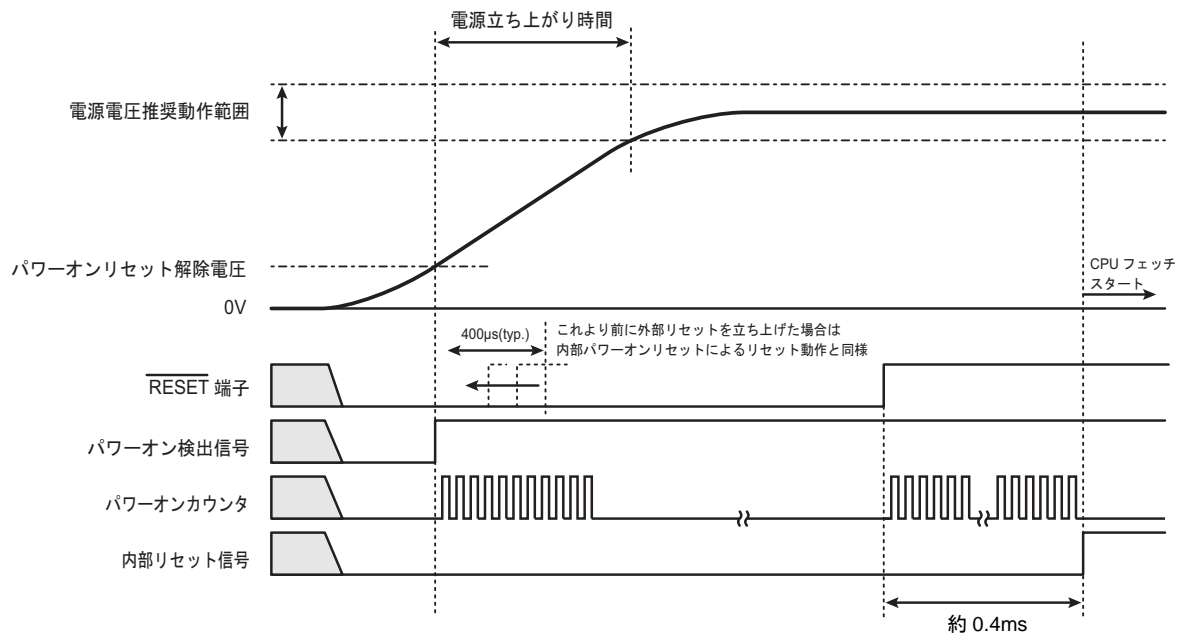 電源立ち上がり時間
電源電圧推奨動作範囲
パワーオンリセット解除電圧
0V
CPU フェッチ
スタート
400μs(typ.)
これより前に外部リセットを立ち上げた場合は
内部パワーオンリセットによるリセット動作と同様
RESET 端子
パワーオン検出信号
パワーオンカウンタ
内部リセット信号
約 0.4ms